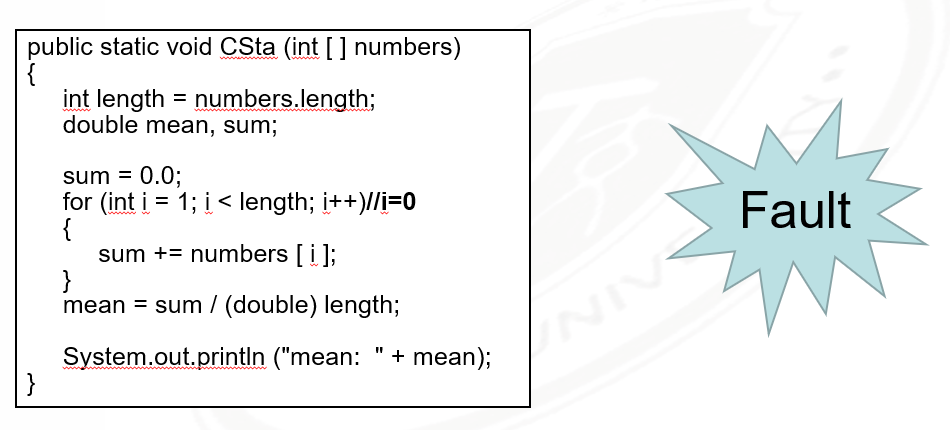 public static void CSta (int [ ] numbers)
{
int length = numbers.length;
double mean, sum;
sum = 0.0;
for (int i = 1; i < length; i++)//i=0
{
sum += numbers [ i ];
}
mean = sum / (double) length;
System.out.println ("mean:  " + mean);
}
Fault
UNIV